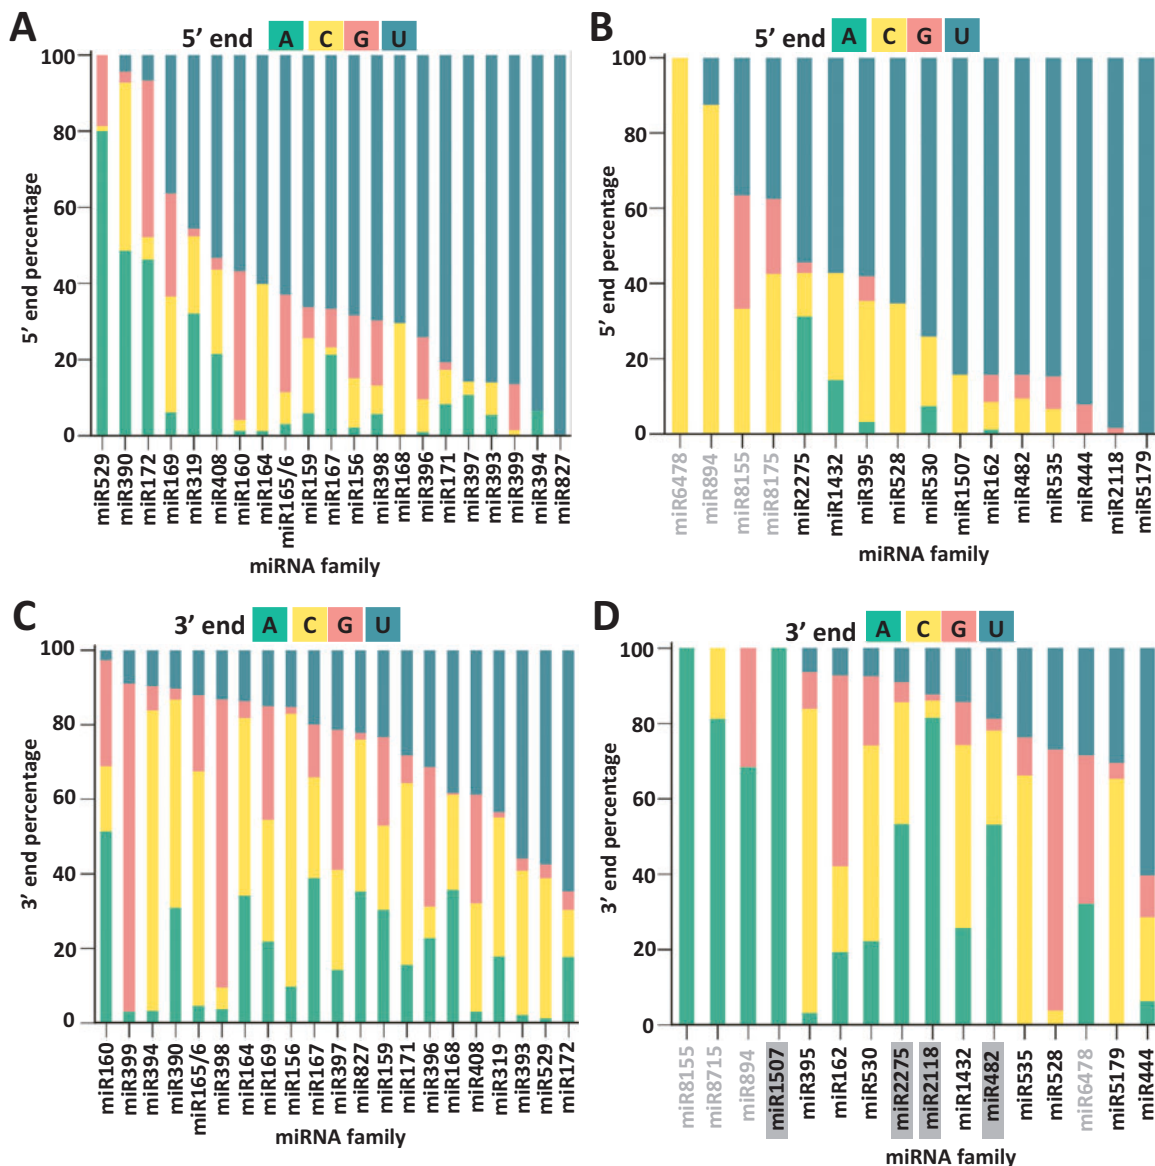 A
5' end A C G U
100
80
60
40
20
0
5' end percentage
miR529
miR390
miR172
miR169
miR319
miR408
miR160
miR164
miR165/6
miR159
miR167
miR156
miR398
miR168
miR396
miR171
miR397
miR393
miR399
miR394
miR827
miRNA family
B
5' end A C G U
100
80
60
40
20
0
5' end percentage
miR6478
miR894
miR8155
miR8175
miR2275
miR1432
miR395
miR528
miR530
miR1507
miR162
miR482
miR535
miR444
miR2118
miR5179
miRNA family
C
3' end A C G U
100
80
60
40
20
0
3' end percentage
miR160
miR399
miR394
miR390
miR165/6
miR398
miR164
miR169
miR156
miR167
miR397
miR827
miR159
miR171
miR396
miR168
miR408
miR319
miR393
miR529
miR172
miRNA family
D
3' end A C G U
100
80
60
40
20
0
3' end percentage
miR8155
miR8715
miR894
miR1507
miR395
miR162
miR530
miR2275
miR2118
miR1432
miR482
miR535
miR528
miR6478
miR5179
miR444
miRNA family